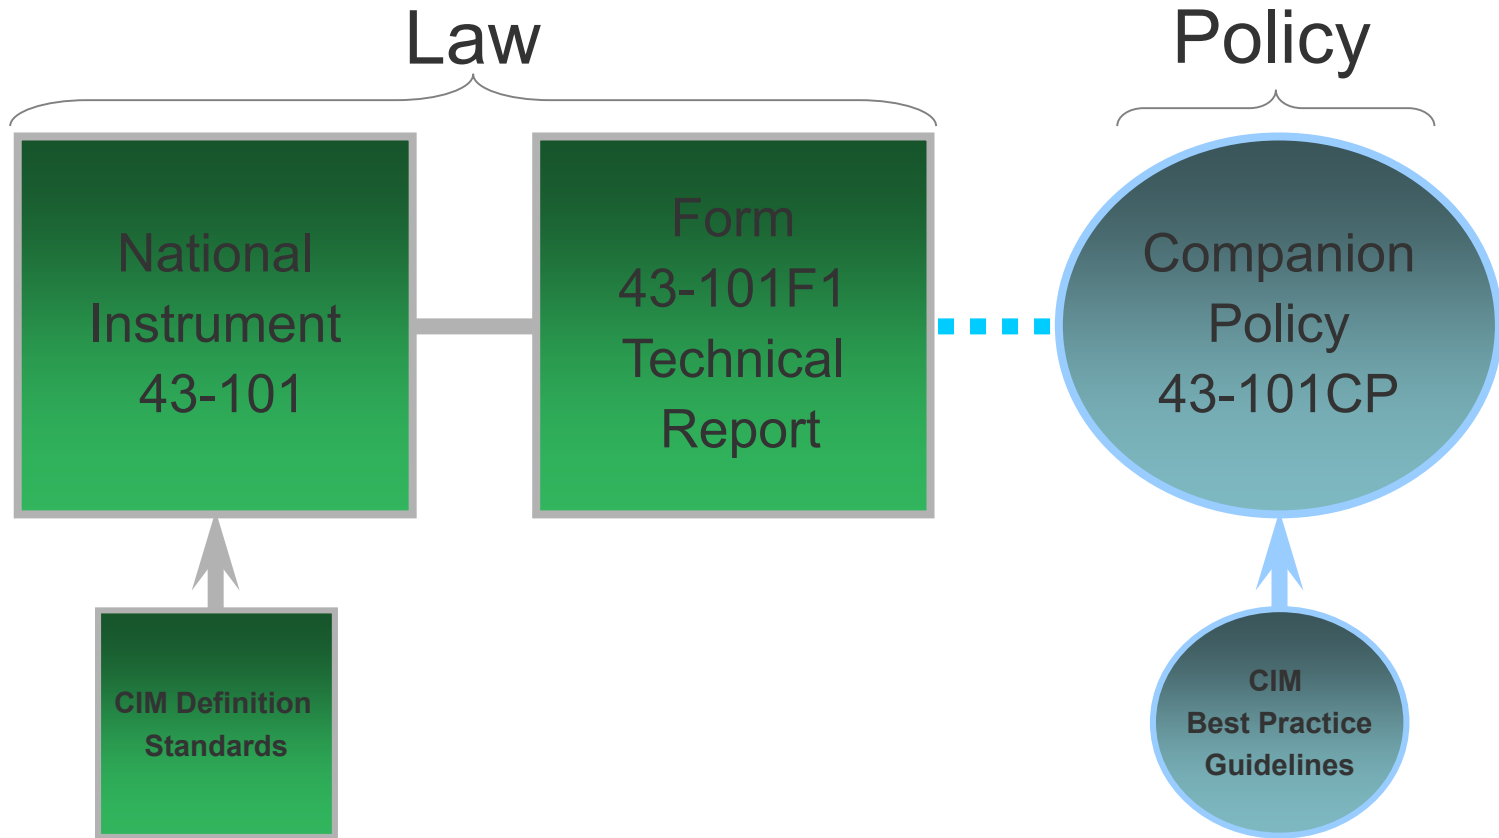 Law
Policy
National
Instrument
43-101
Form
43-101F1
Technical
Report
Companion
Policy
43-101CP
CIM Definition
Standards
CIM
Best Practice
Guidelines